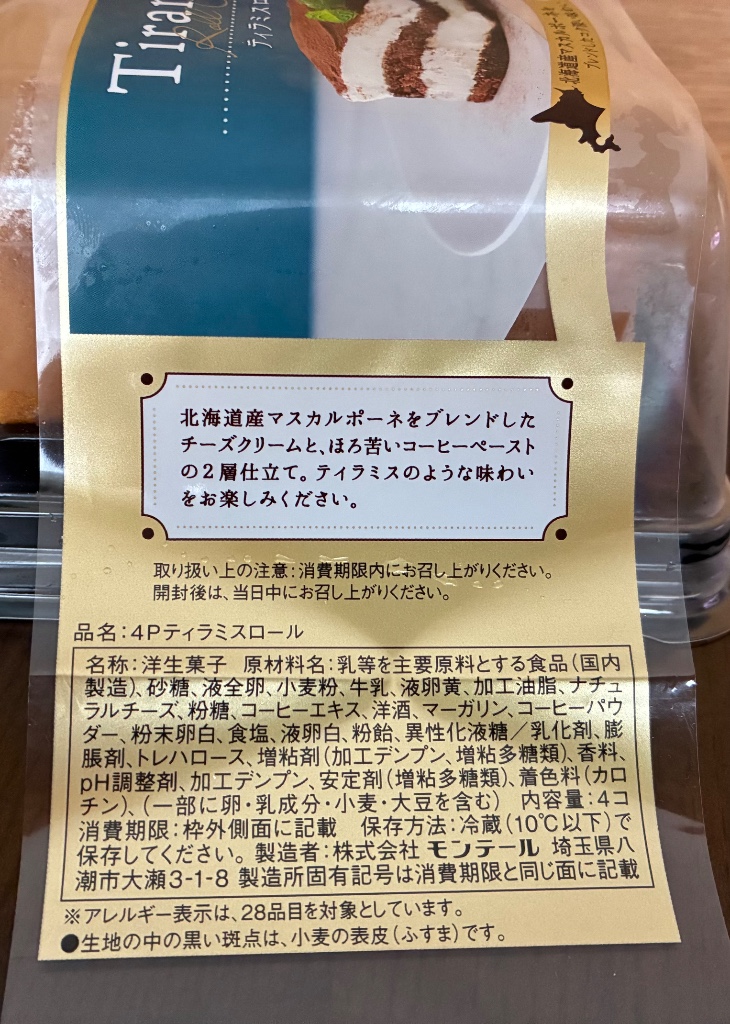 Tira
ティラミスロ
北海道産マスカルポーネを
ブレンドした
北海道産マスカルポーネをブレンドした
チーズクリームと、ほろ苦いコーヒーペースト
の2層仕立て。ティラミスのような味わい
をお楽しみください。
取り扱い上の注意:消費期限内にお召し上がりください。
開封後は、当日中にお召し上がりください。
品名:4Pティラミスロール
名称:洋生菓子 原材料名:乳等を主要原料とする食品(国内
製造)、砂糖、液全卵、小麦粉、牛乳、液卵黄、加工油脂、ナチュ
ラルチーズ、粉糖、コーヒーエキス、洋酒、マーガリン、コーヒーパウ
ダー、粉末卵白、食塩、液卵白、粉飴、異性化液糖/乳化剤、膨
脹剤、トレハロース、増粘剤(加工デンプン、増粘多糖類)、香料、
pH調整剤、加工デンプン、安定剤(増粘多糖類)、着色料(カロ
チン)、(一部に卵・乳成分・小麦・大豆を含む) 内容量:4コ
消費期限:枠外側面に記載 保存方法:冷蔵(10℃以下)で
保存してください。製造者:株式会社 モンテール 埼玉県八
潮市大瀬3-1-8 製造所固有記号は消費期限と同じ面に記載
※アレルギー表示は、28品目を対象としています。
●生地の中の黒い斑点は、小麦の表皮(ふすま)です。